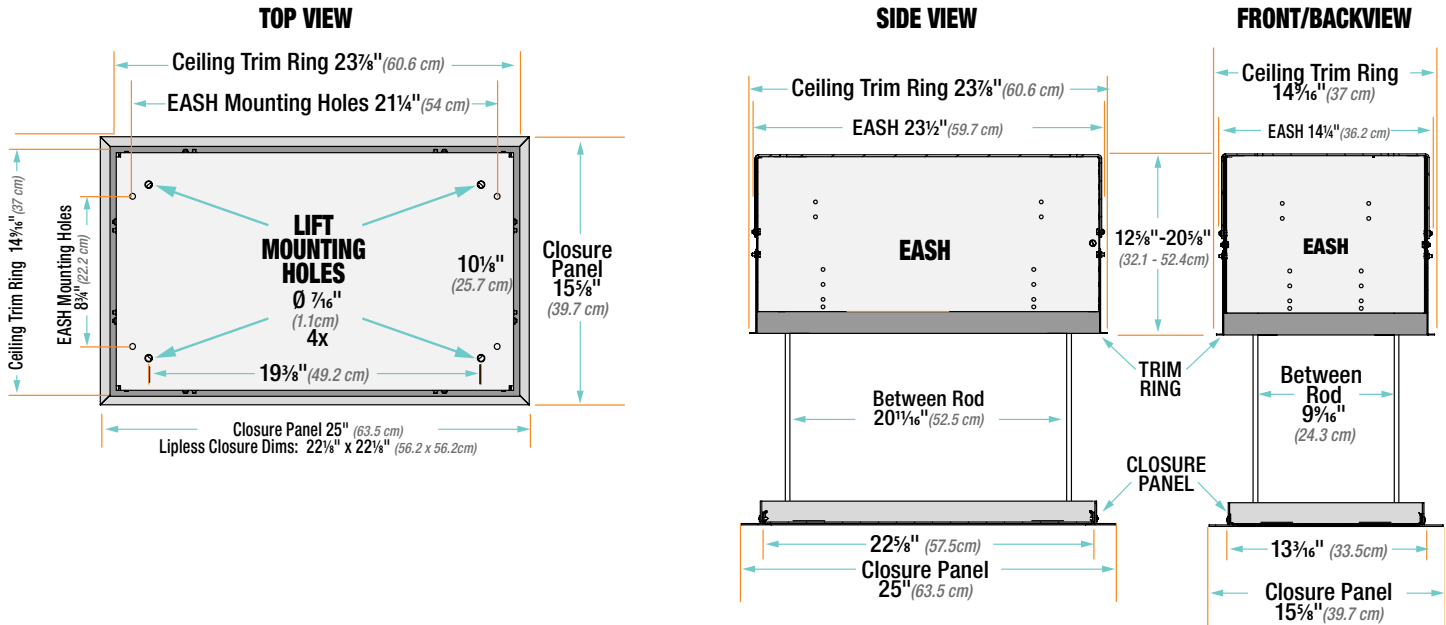 TOP VIEW
Ceiling Trim Ring 23⅞" (60.6 cm)
EASH Mounting Holes 21¼" (54 cm)
Ceiling Trim Ring 14⁹⁄₁₆" (37 cm)
EASH Mounting Holes
8¾" (22.2 cm)
LIFT
MOUNTING
HOLES
Ø ⁷⁄₁₆"
(1.1cm)
4x
10⅛"
(25.7 cm)
19⅜" (49.2 cm)
Closure
Panel
15⅝"
(39.7 cm)
Closure Panel 25" (63.5 cm)
Lipless Closure Dims: 22⅛" x 22⅛" (56.2 x 56.2cm)
SIDE VIEW
Ceiling Trim Ring 23⅞" (60.6 cm)
EASH 23½" (59.7 cm)
EASH
12⅝"-20⅝"
(32.1 - 52.4cm)
TRIM
RING
Between Rod
20¹¹⁄₁₆" (52.5 cm)
CLOSURE
PANEL
22⅝" (57.5cm)
Closure Panel
25" (63.5 cm)
FRONT/BACKVIEW
Ceiling Trim Ring
14⁹⁄₁₆" (37 cm)
EASH 14¼" (36.2 cm)
EASH
Between
Rod
9⁹⁄₁₆"
(24.3 cm)
13³⁄₁₆" (33.5cm)
Closure Panel
15⅝" (39.7 cm)